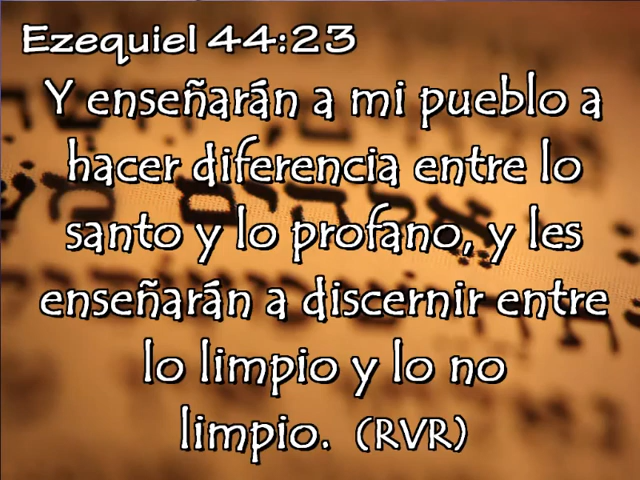 Ezequiel 44:23
Y enseñarán a mi pueblo a
hacer diferencia entre lo
santo y lo profano, y les
enseñarán a discernir entre
lo limpio y lo no
limpio. (RVR)